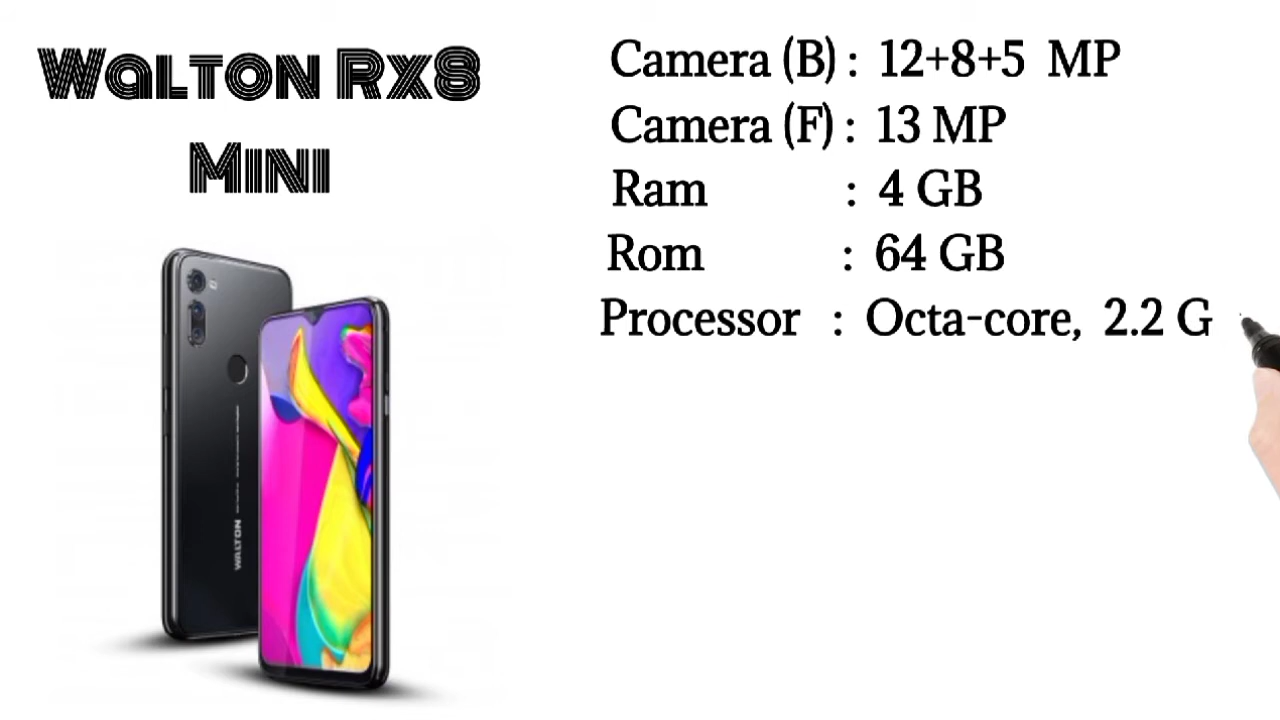 Walton Rx8
Mini
Camera (B) : 12+8+5 MP
Camera (F) : 13 MP
Ram : 4 GB
Rom : 64 GB
Processor : Octa-core, 2.2 G
WALTON